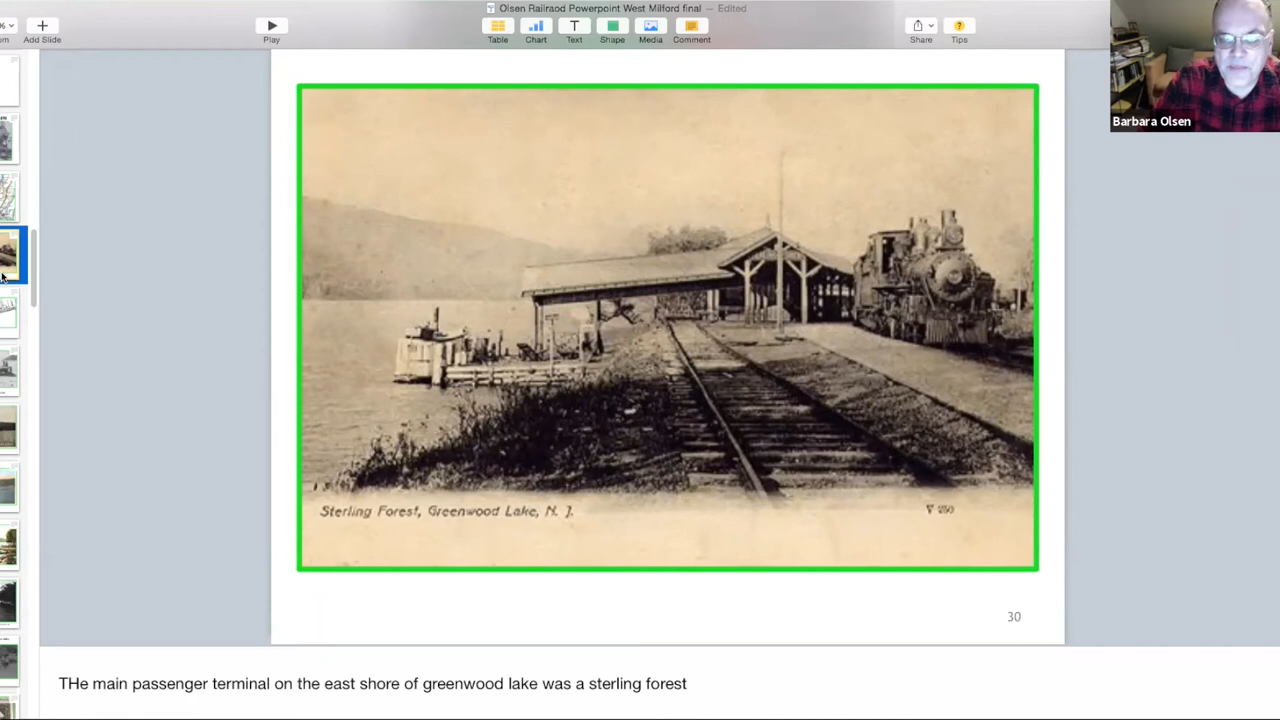 Olsen Railraod Powerpoint West Milford final — Edited
Add Slide
Play
Table
Chart
Text
Shape
Media
Comment
Share
Tips
Barbara Olsen
Sterling Forest, Greenwood Lake, N. J.
V 250
30
THe main passenger terminal on the east shore of greenwood lake was a sterling forest